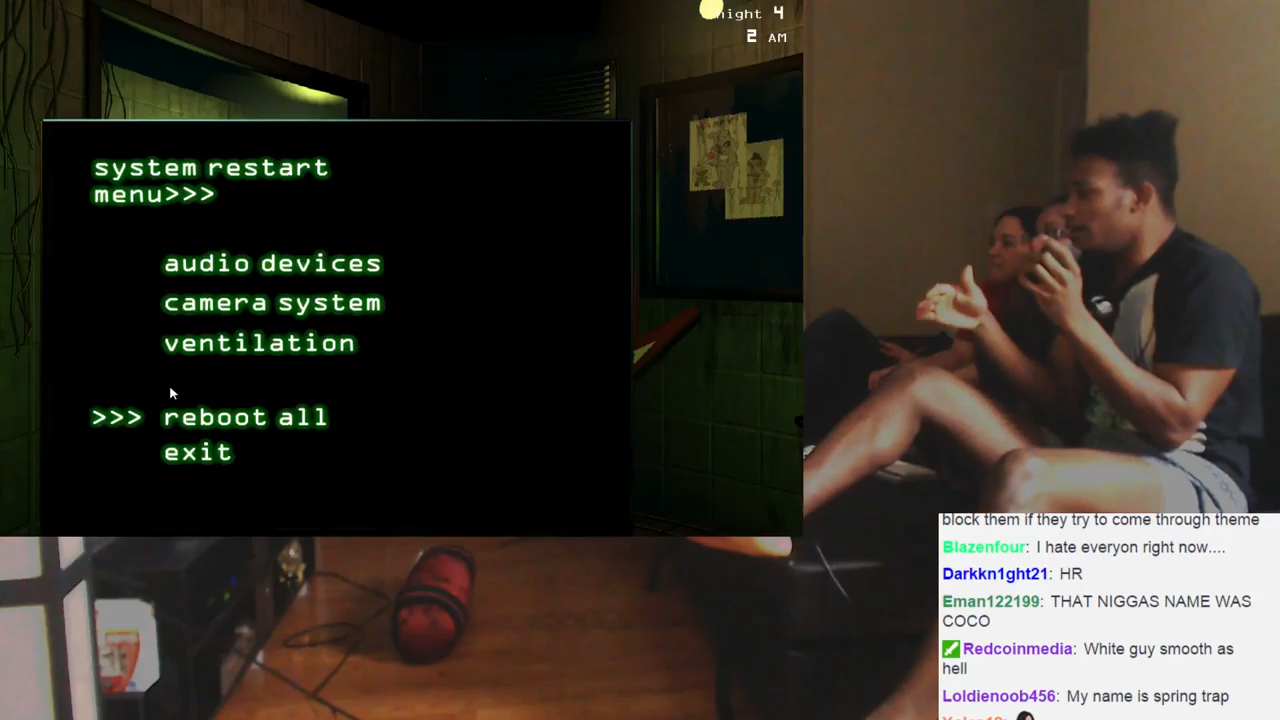 night 4
2 AM
system restart
menu>>>
audio devices
camera system
ventilation
>>> reboot all
exit
block them if they try to come through theme
Blazenfour: I hate everyon right now....
Darkkn1ght21: HR
Eman122199: THAT NIGGAS NAME WAS
COCO
Redcoinmedia: White guy smooth as
hell
Loldienoob456: My name is spring trap